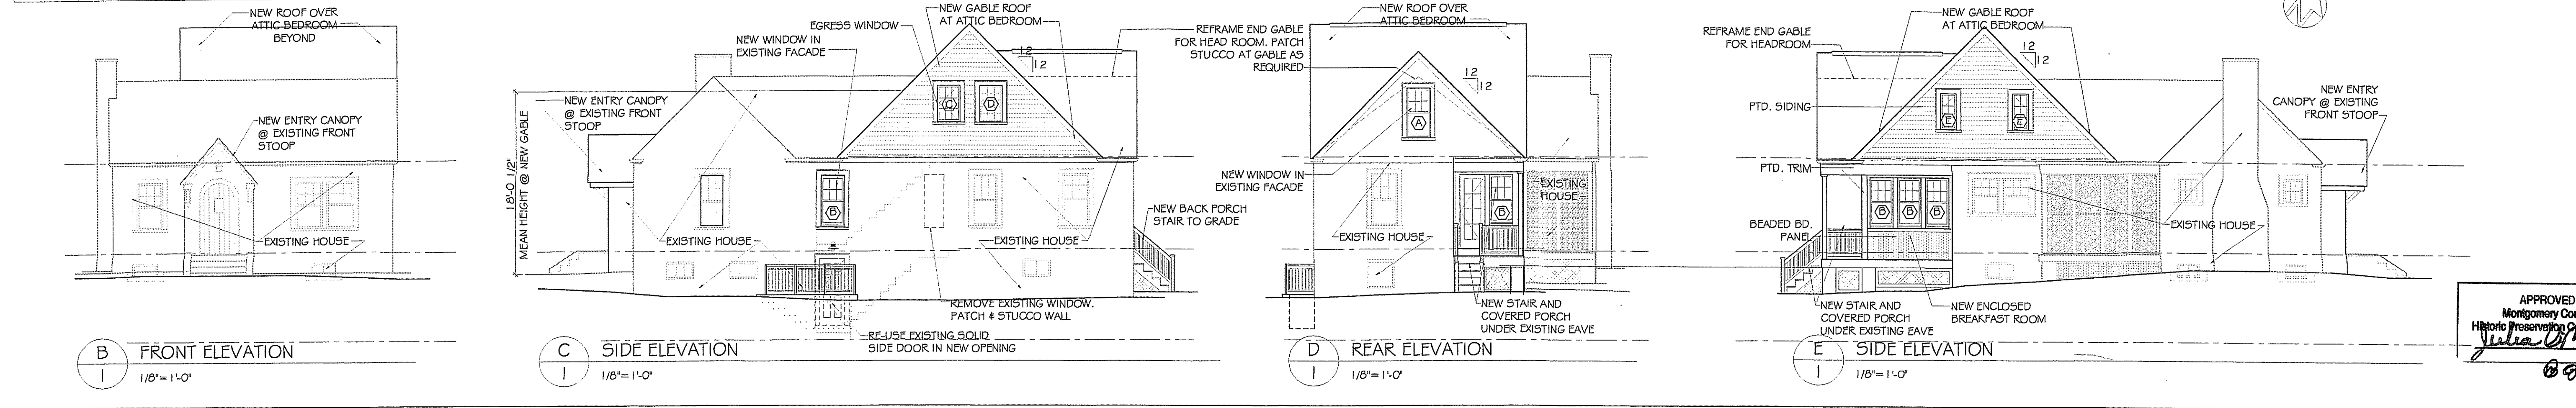 NEW ROOF OVER
ATTIC BEDROOM
BEYOND
NEW ENTRY CANOPY
@ EXISTING FRONT
STOOP
EXISTING HOUSE
B
1
FRONT ELEVATION
1/8"=1'-0"
MEAN HEIGHT @ NEW GABLE
18'-0 1/2"
NEW ENTRY CANOPY
@ EXISTING FRONT
STOOP
NEW WINDOW IN
EXISTING FACADE
EGRESS WINDOW
NEW GABLE ROOF
AT ATTIC BEDROOM
12
12
C
D
B
EXISTING HOUSE
EXISTING HOUSE
NEW BACK PORCH
STAIR TO GRADE
REMOVE EXISTING WINDOW.
PATCH & STUCCO WALL
RE-USE EXISTING SOLID
SIDE DOOR IN NEW OPENING
C
1
SIDE ELEVATION
1/8"=1'-0"
REFRAME END GABLE
FOR HEAD ROOM. PATCH
STUCCO AT GABLE AS
REQUIRED
NEW ROOF OVER
ATTIC BEDROOM
12
12
A
NEW WINDOW IN
EXISTING FACADE
EXISTING
HOUSE
B
EXISTING HOUSE
NEW STAIR AND
COVERED PORCH
UNDER EXISTING EAVE
D
1
REAR ELEVATION
1/8"=1'-0"
REFRAME END GABLE
FOR HEADROOM
NEW GABLE ROOF
AT ATTIC BEDROOM
12
12
PTD. SIDING
E
E
NEW ENTRY
CANOPY @ EXISTING
FRONT STOOP
PTD. TRIM
B
B
B
BEADED BD.
PANEL
EXISTING HOUSE
NEW STAIR AND
COVERED PORCH
UNDER EXISTING EAVE
NEW ENCLOSED
BREAKFAST ROOM
E
1
SIDE ELEVATION
1/8"=1'-0"
APPROVED
Montgomery Cou
Historic Preservation C
Julia